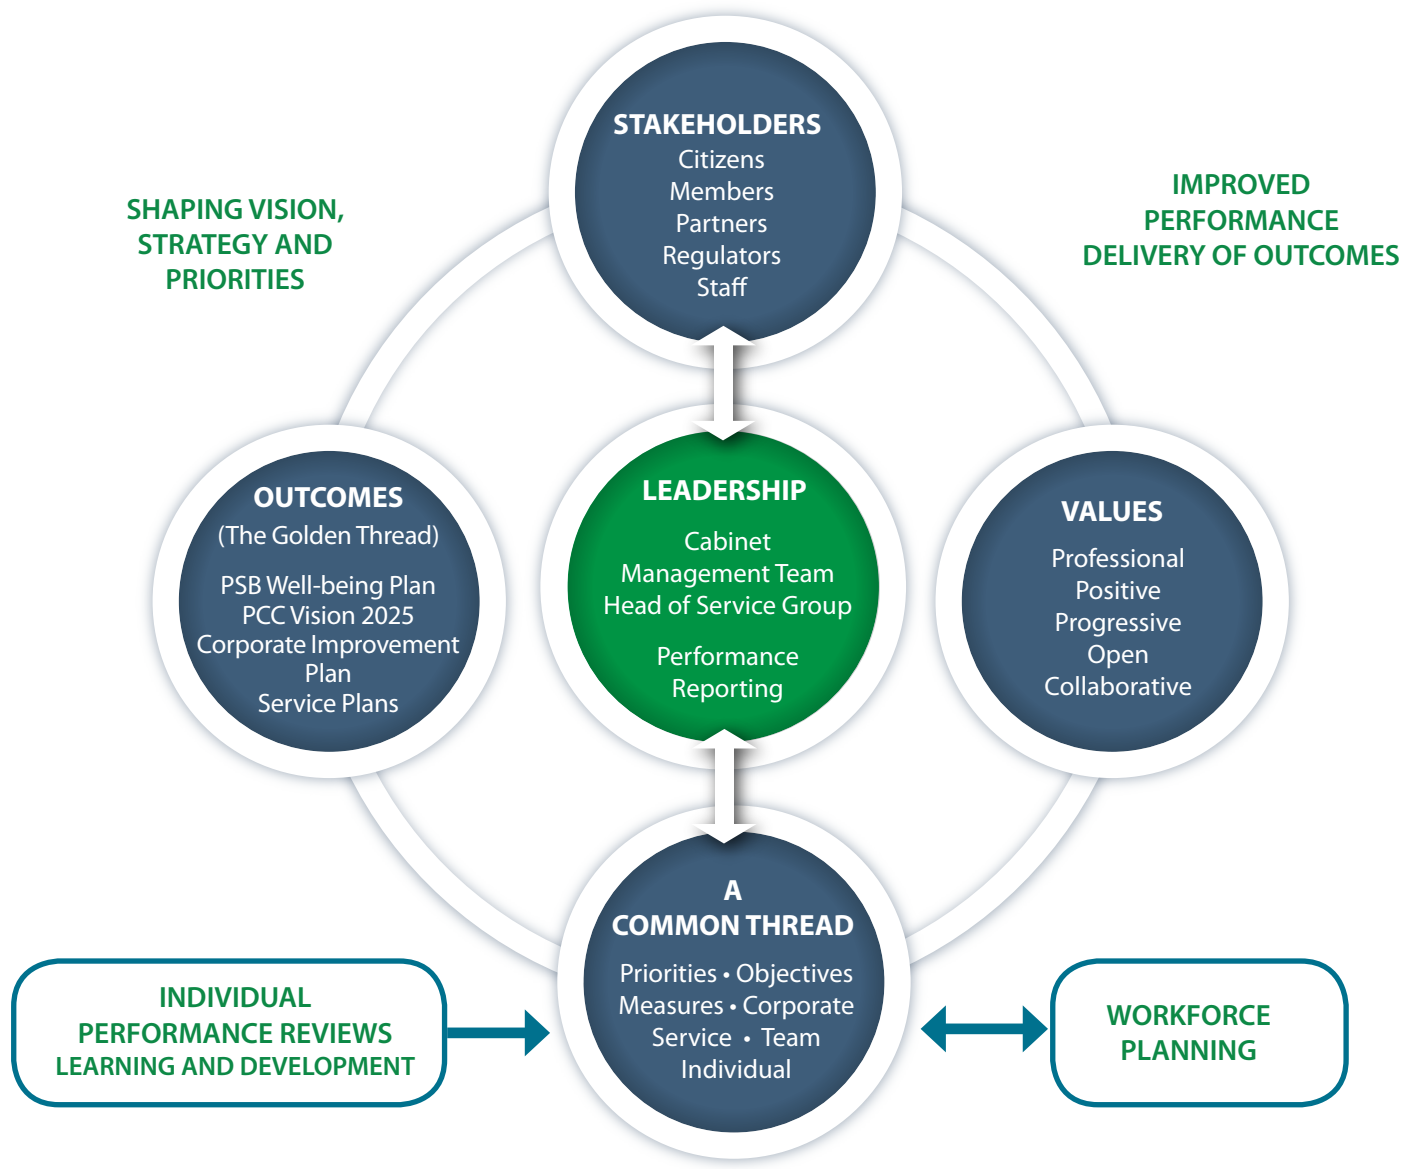 STAKEHOLDERS
Citizens
Members
Partners
Regulators
Staff
SHAPING VISION,
STRATEGY AND
PRIORITIES
IMPROVED
PERFORMANCE
DELIVERY OF OUTCOMES
OUTCOMES
(The Golden Thread)
PSB Well-being Plan
PCC Vision 2025
Corporate Improvement
Plan
Service Plans
LEADERSHIP
Cabinet
Management Team
Head of Service Group
Performance
Reporting
VALUES
Professional
Positive
Progressive
Open
Collaborative
A
COMMON THREAD
Priorities • Objectives
Measures • Corporate
Service • Team
Individual
INDIVIDUAL
PERFORMANCE REVIEWS
LEARNING AND DEVELOPMENT
WORKFORCE
PLANNING